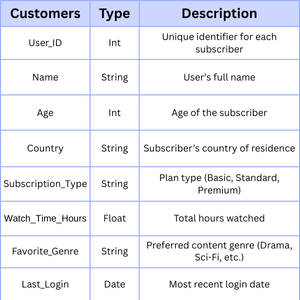 Customers Type Description
User_ID Int Unique identifier for each
subscriber
Name String User's full name
Age Int Age of the subscriber
Country String Subscriber's country of residence
Subscription_Type String Plan type (Basic, Standard,
Premium)
Watch_Time_Hours Float Total hours watched
Favorite_Genre String Preferred content genre (Drama,
Sci-Fi, etc.)
Last_Login Date Most recent login date